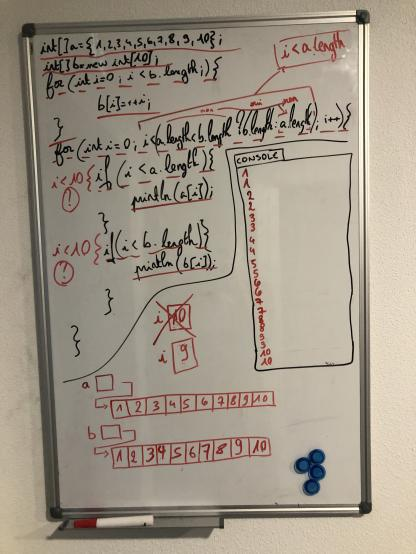 int[] a = {1,2,3,4,5,6,7,8,9,10};
int[] b = new int[10];
for (int i=0; i < b.length;){
b[i]=++i;
}
i < a.length
non oui non
for (int i=0; i<(a.length<b.length ? b.length : a.length); i++){
i<10 { if (i < a.length){
?
println(a[i]);
}
i<10 { if (i < b.length){
?
println(b[i]);
}
}
}
CONSOLE
1
1
2
2
3
3
4
4
5
5
6
6
7
7
8
8
9
9
10
10
i 10
i 9
a
1 2 3 4 5 6 7 8 9 10
b
1 2 3 4 5 6 7 8 9 10